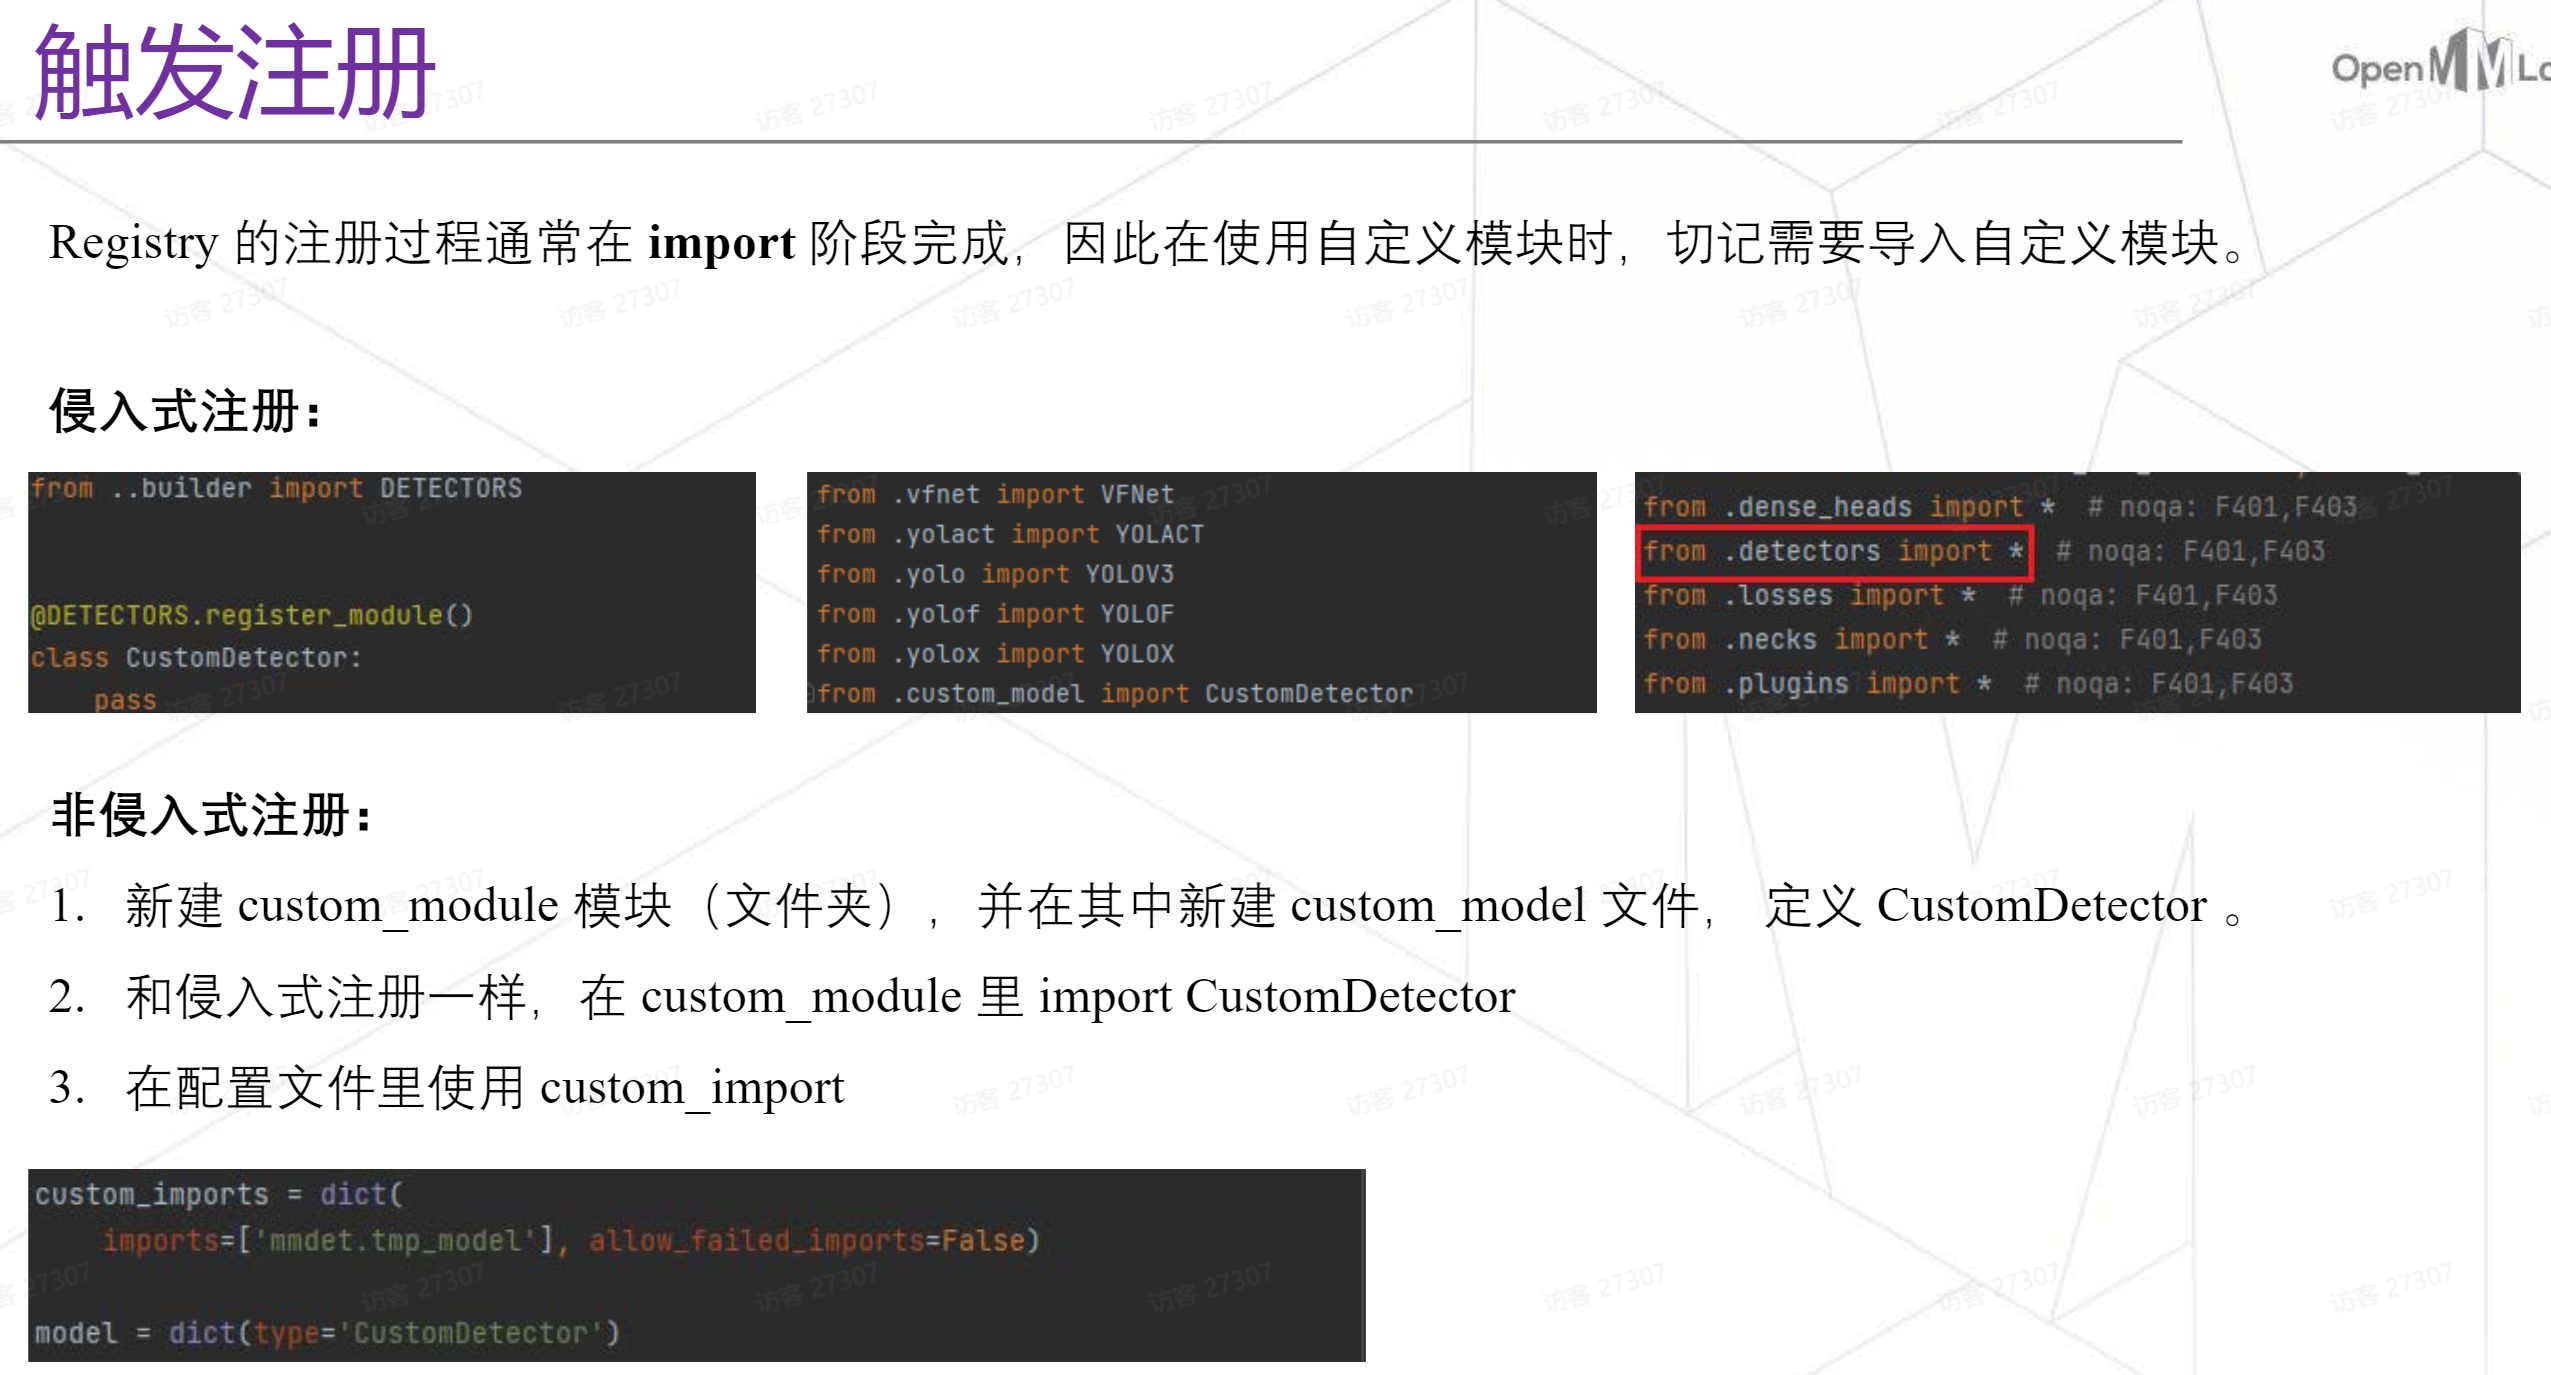 触发注册
OpenMMLa
Registry 的注册过程通常在 import 阶段完成，因此在使用自定义模块时，切记需要导入自定义模块。
侵入式注册：
from ..builder import DETECTORS
@DETECTORS.register_module()
class CustomDetector:
    pass
from .vfnet import VFNet
from .yolact import YOLACT
from .yolo import YOLOV3
from .yolof import YOLOF
from .yolox import YOLOX
from .custom_model import CustomDetector
from .dense_heads import *  # noqa: F401,F403
from .detectors import *  # noqa: F401,F403
from .losses import *  # noqa: F401,F403
from .necks import *  # noqa: F401,F403
from .plugins import *  # noqa: F401,F403
非侵入式注册：
1. 新建 custom_module 模块（文件夹），并在其中新建 custom_model 文件， 定义 CustomDetector 。
2. 和侵入式注册一样，在 custom_module 里 import CustomDetector
3. 在配置文件里使用 custom_import
custom_imports = dict(
    imports=['mmdet.tmp_model'], allow_failed_imports=False)
model = dict(type='CustomDetector')
访客 27307